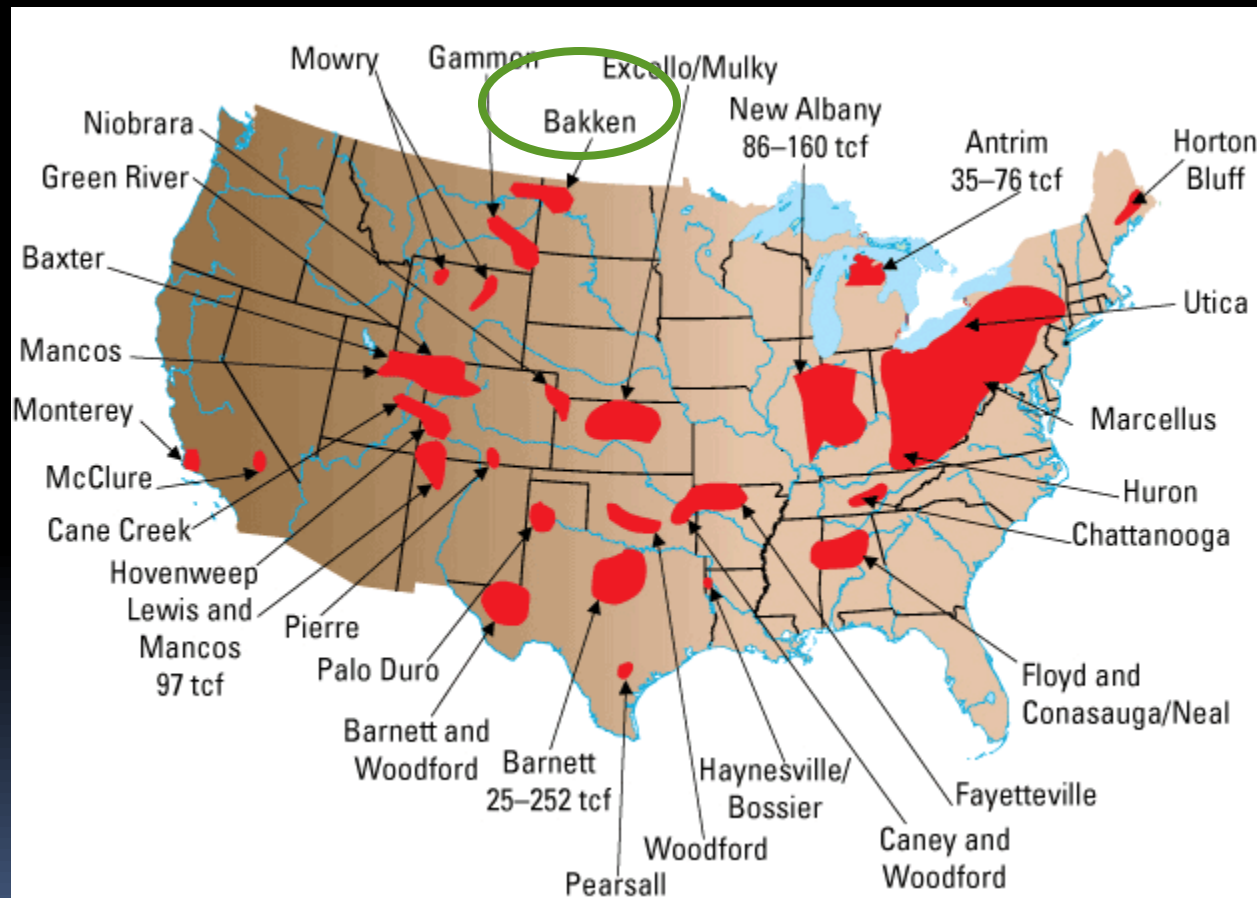 Mowry
Gammon
Excello/Mulky
Bakken
Niobrara
Green River
New Albany
86–160 tcf
Antrim
35–76 tcf
Horton
Bluff
Baxter
Utica
Mancos
Monterey
Marcellus
McClure
Huron
Cane Creek
Chattanooga
Hovenweep
Lewis and
Mancos
97 tcf
Pierre
Palo Duro
Floyd and
Conasauga/Neal
Barnett and
Woodford
Barnett
25–252 tcf
Haynesville/
Bossier
Fayetteville
Woodford
Caney and
Woodford
Pearsall